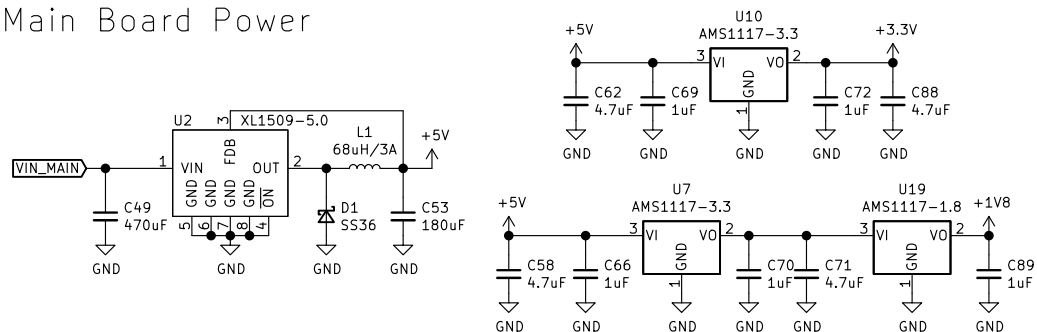 Main Board Power
U2
XL1509-5.0
VIN_MAIN
1
VIN
3
FDB
OUT
2
GND
GND
GND
GND
ON
5
6
7
8
4
GND
C49
470uF
GND
L1
68uH/3A
+5V
D1
SS36
GND
C53
180uF
GND
U10
AMS1117-3.3
+5V
3
VI
VO
2
GND
1
GND
+3.3V
C62
4.7uF
GND
C69
1uF
GND
C72
1uF
GND
C88
4.7uF
GND
U7
AMS1117-3.3
+5V
3
VI
VO
2
GND
1
GND
C58
4.7uF
GND
C66
1uF
GND
C70
1uF
GND
C71
4.7uF
GND
U19
AMS1117-1.8
3
VI
VO
2
GND
1
GND
+1V8
C89
1uF
GND